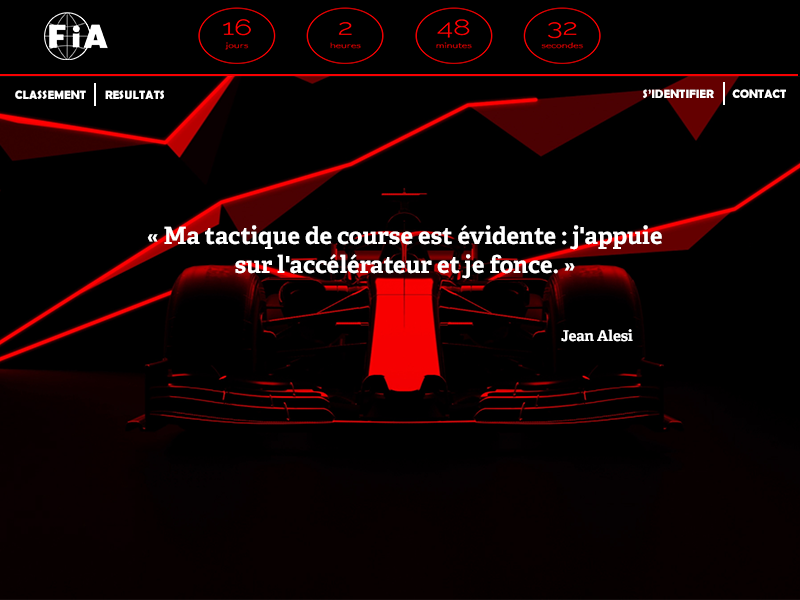 FiA
16 2 48 32
jours heures minutes secondes
CLASSEMENT RESULTATS S'IDENTIFIER CONTACT
« Ma tactique de course est évidente : j'appuie
sur l'accélérateur et je fonce. »
Jean Alesi